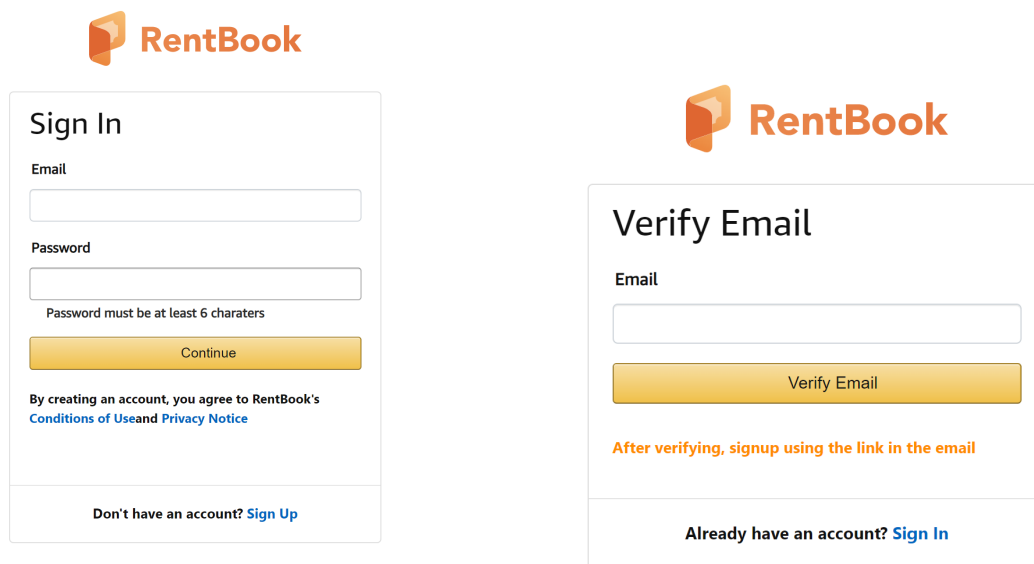 RentBook
Sign In
Email
Password
Password must be at least 6 charaters
Continue
By creating an account, you agree to RentBook's
Conditions of Useand Privacy Notice
Don't have an account? Sign Up
RentBook
Verify Email
Email
Verify Email
After verifying, signup using the link in the email
Already have an account? Sign In